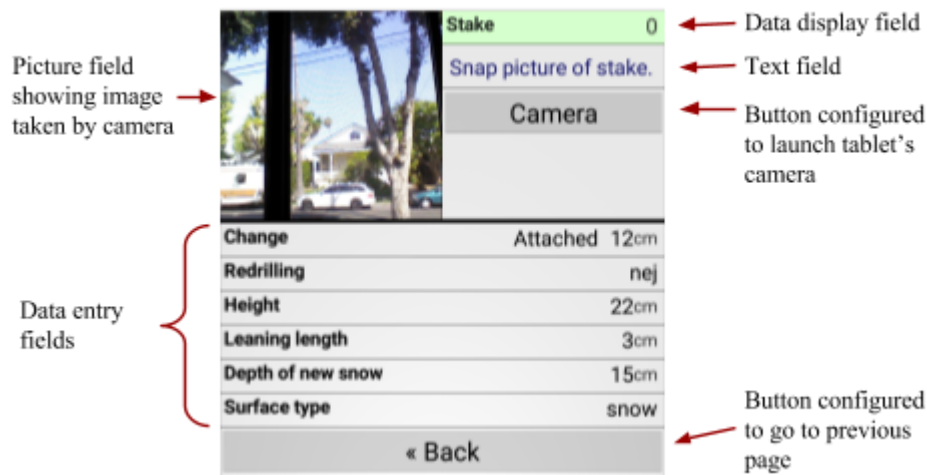 Picture field
showing image
taken by camera
Stake 0
Snap picture of stake.
Camera
Data display field
Text field
Button configured
to launch tablet's
camera
Data entry
fields
Change Attached 12cm
Redrilling nej
Height 22cm
Leaning length 3cm
Depth of new snow 15cm
Surface type snow
« Back
Button configured
to go to previous
page